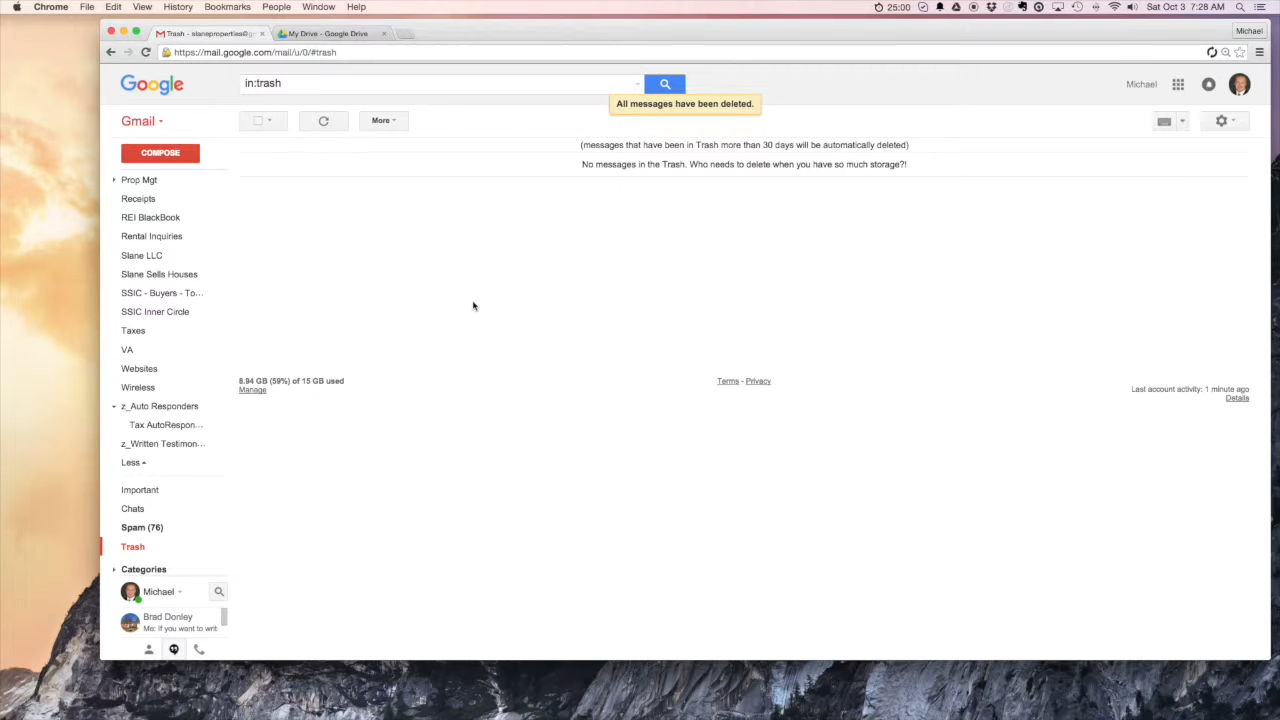 Chrome File Edit View History Bookmarks People Window Help 25:00 Sat Oct 3 7:28 AM
Trash - slaneproperties@g
My Drive - Google Drive
Michael
https://mail.google.com/mail/u/0/#trash
Google
in:trash
Michael
All messages have been deleted.
Gmail
More
(messages that have been in Trash more than 30 days will be automatically deleted)
COMPOSE
No messages in the Trash. Who needs to delete when you have so much storage?!
Prop Mgt
Receipts
REI BlackBook
Rental Inquiries
Slane LLC
Slane Sells Houses
SSIC - Buyers - To...
SSIC Inner Circle
Taxes
VA
Websites
8.94 GB (59%) of 15 GB used
Terms - Privacy
Manage
Last account activity: 1 minute ago
Details
Wireless
z_Auto Responders
Tax AutoRespon...
z_Written Testimon...
Less
Important
Chats
Spam (76)
Trash
Categories
Michael
Brad Donley
Me: If you want to writ